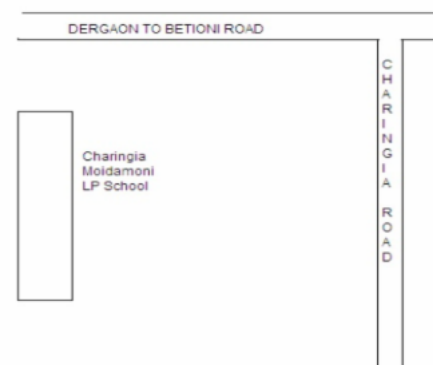 DERGAON TO BETIONI ROAD
CHARINGIA ROAD
Charingia
Moidamoni
LP School